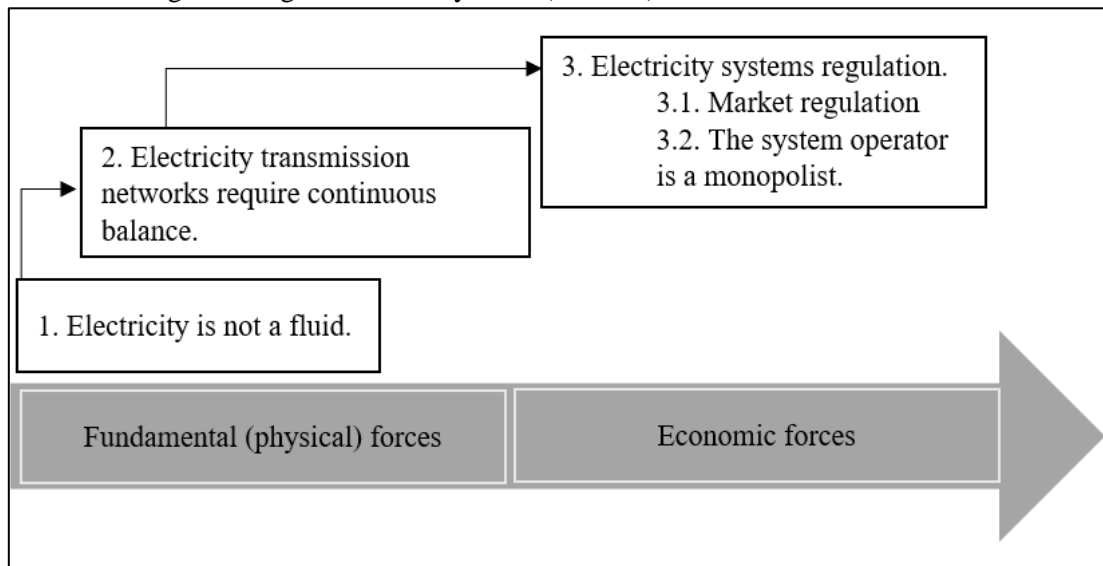 3. Electricity systems regulation.
3.1. Market regulation
3.2. The system operator
is a monopolist.
2. Electricity transmission
networks require continuous
balance.
1. Electricity is not a fluid.
Fundamental (physical) forces
Economic forces